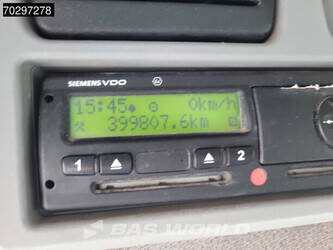 70297278
SIEMENS VDO
15:45 0km/h
399807.6km
1 2
BAS WORLD